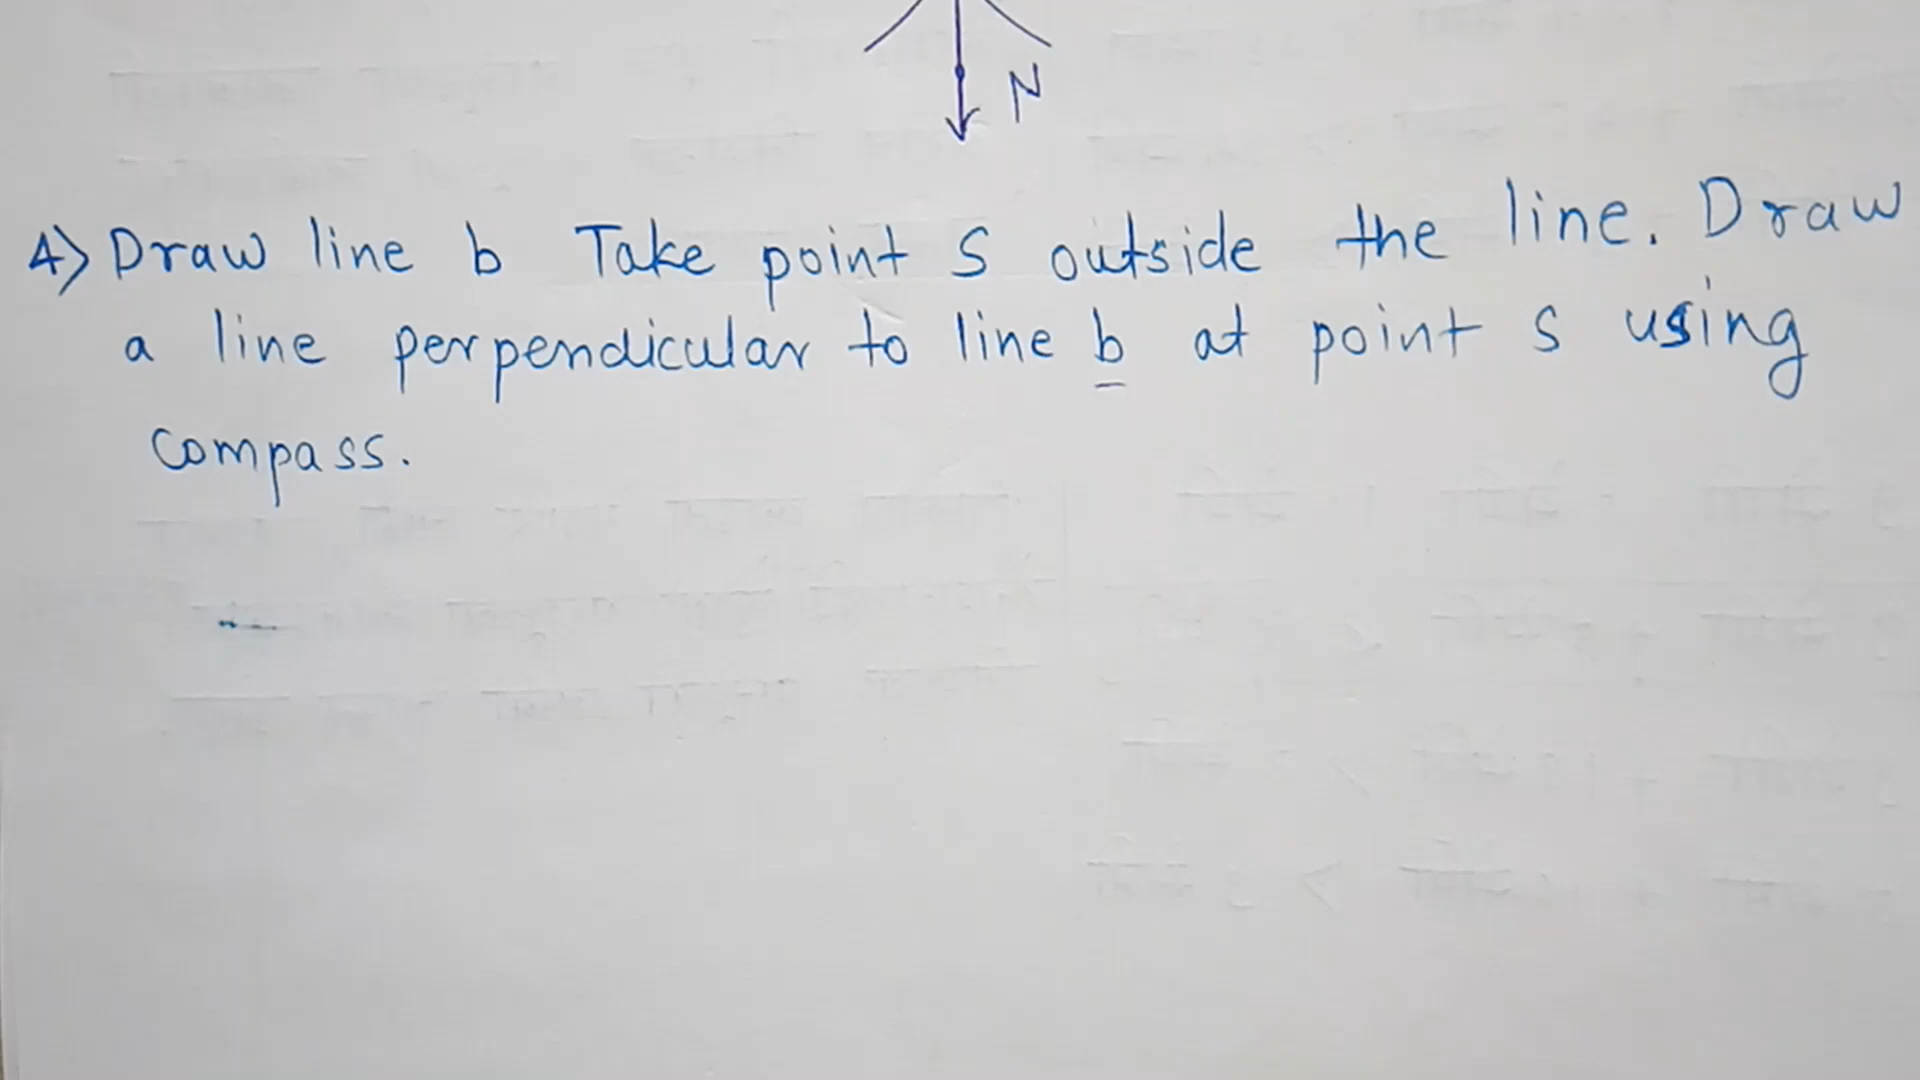 N
4) Draw line b Take point S outside the line. Draw
a line perpendicular to line b at point S using
compass.